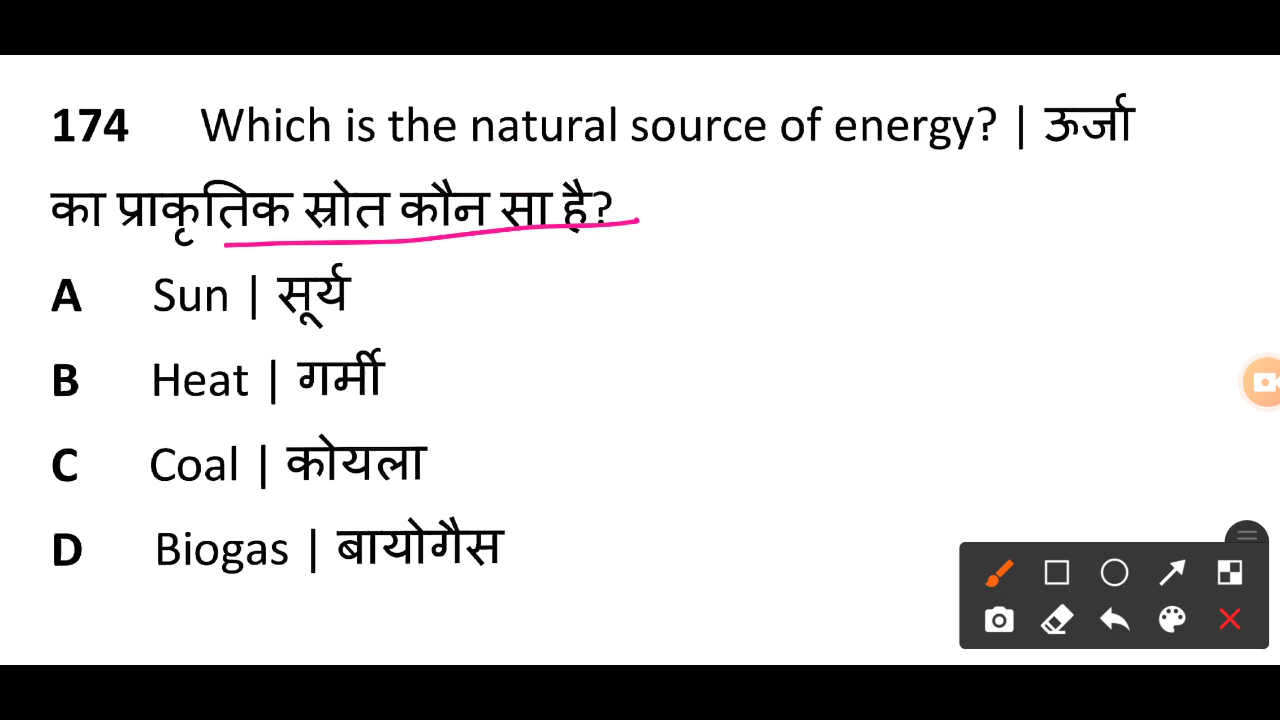 174 Which is the natural source of energy? | ऊर्जा
का प्राकृतिक स्रोत कौन सा है?
A Sun | सूर्य
B Heat | गर्मी
C Coal | कोयला
D Biogas | बायोगैस